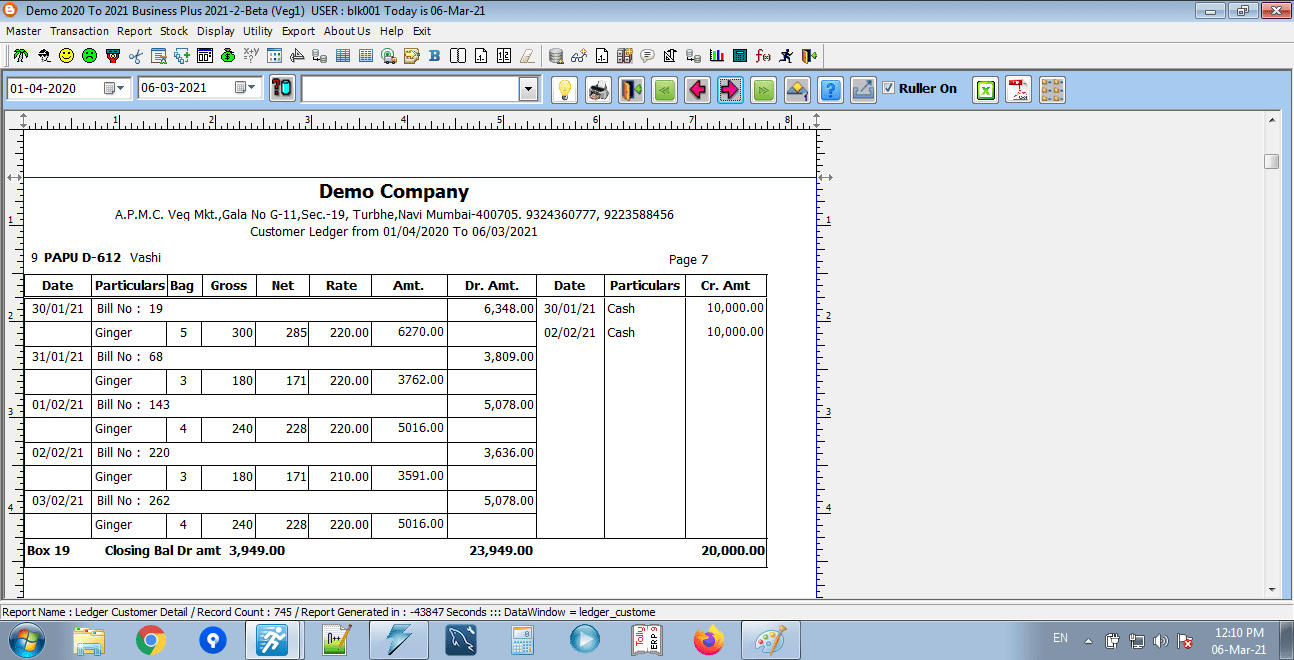 Demo 2020 To 2021 Business Plus 2021-2-Beta (Veg1) USER : blk001 Today is 06-Mar-21
Master Transaction Report Stock Display Utility Export About Us Help Exit
01-04-2020 06-03-2021 Ruller On
1 2 3 4 5 6 7 8
Demo Company
A.P.M.C. Veg Mkt.,Gala No G-11,Sec.-19, Turbhe,Navi Mumbai-400705. 9324360777, 9223588456
Customer Ledger from 01/04/2020 To 06/03/2021
9 PAPU D-612 Vashi Page 7
Date Particulars Bag Gross Net Rate Amt. Dr. Amt. Date Particulars Cr. Amt
30/01/21 Bill No : 19 6,348.00 30/01/21 Cash 10,000.00
Ginger 5 300 285 220.00 6270.00 02/02/21 Cash 10,000.00
31/01/21 Bill No : 68 3,809.00
Ginger 3 180 171 220.00 3762.00
01/02/21 Bill No : 143 5,078.00
Ginger 4 240 228 220.00 5016.00
02/02/21 Bill No : 220 3,636.00
Ginger 3 180 171 210.00 3591.00
03/02/21 Bill No : 262 5,078.00
Ginger 4 240 228 220.00 5016.00
Box 19 Closing Bal Dr amt 3,949.00 23,949.00 20,000.00
Report Name : Ledger Customer Detail / Record Count : 745 / Report Generated in : -43847 Seconds ::: DataWindow = ledger_custome
Tally ERP 9
EN 12:10 PM
06-Mar-21